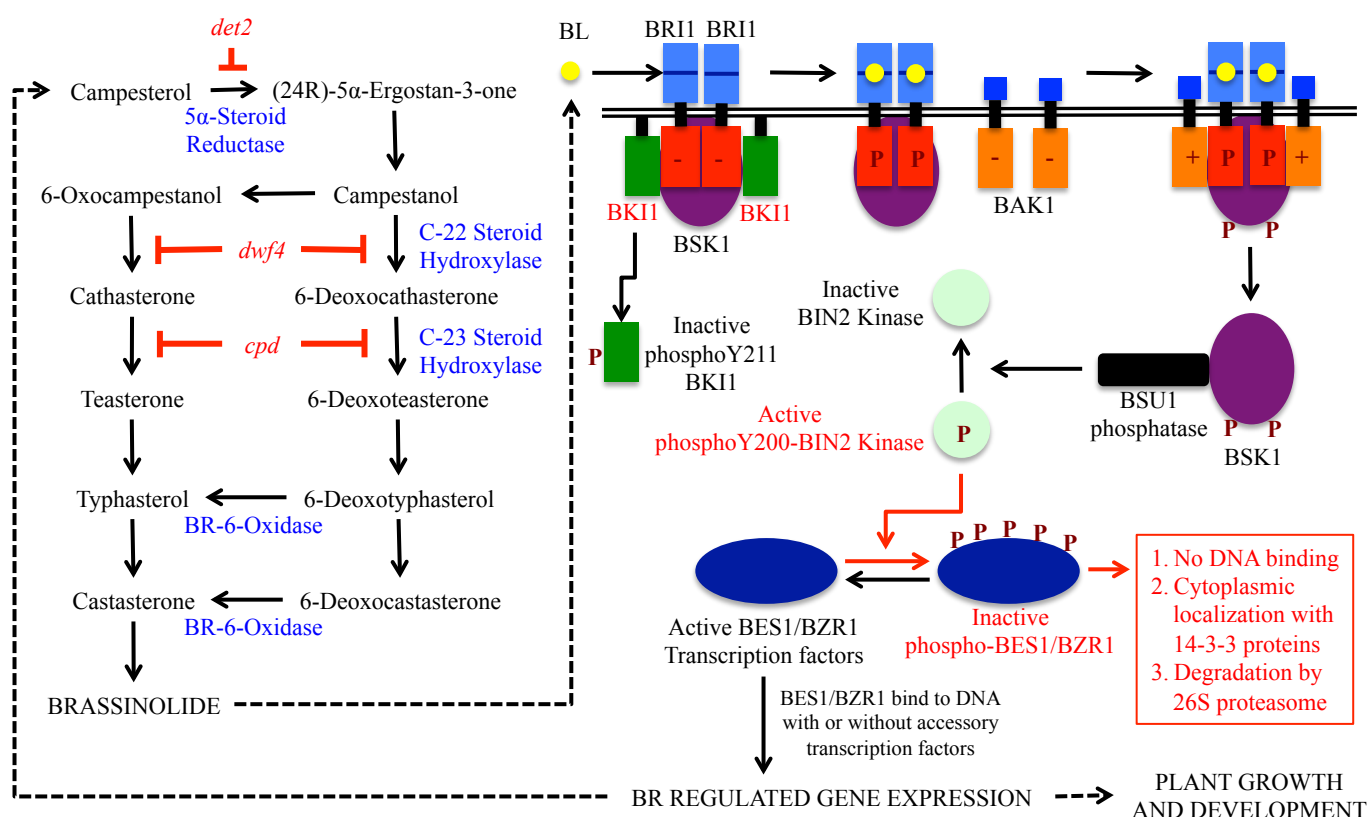 det2
Campesterol
(24R)-5α-Ergostan-3-one
5α-Steroid
Reductase
6-Oxocampestanol
Campestanol
dwf4
C-22 Steroid
Hydroxylase
Cathasterone
6-Deoxocathasterone
cpd
C-23 Steroid
Hydroxylase
Teasterone
6-Deoxoteasterone
Typhasterol
6-Deoxotyphasterol
BR-6-Oxidase
Castasterone
6-Deoxocastasterone
BR-6-Oxidase
BRASSINOLIDE
BL
BRI1
BRI1
-
-
BKI1
BKI1
BSK1
P
P
-
-
BAK1
+
P
P
+
P
P
P
Inactive
phosphoY211
BKI1
Inactive
BIN2 Kinase
Active
phosphoY200-BIN2 Kinase
P
BSU1
phosphatase
P
P
BSK1
Active BES1/BZR1
Transcription factors
P
P
P
P
P
Inactive
phospho-BES1/BZR1
1. No DNA binding
2. Cytoplasmic
localization with
14-3-3 proteins
3. Degradation by
26S proteasome
BES1/BZR1 bind to DNA
with or without accessory
transcription factors
BR REGULATED GENE EXPRESSION
PLANT GROWTH
AND DEVELOPMENT